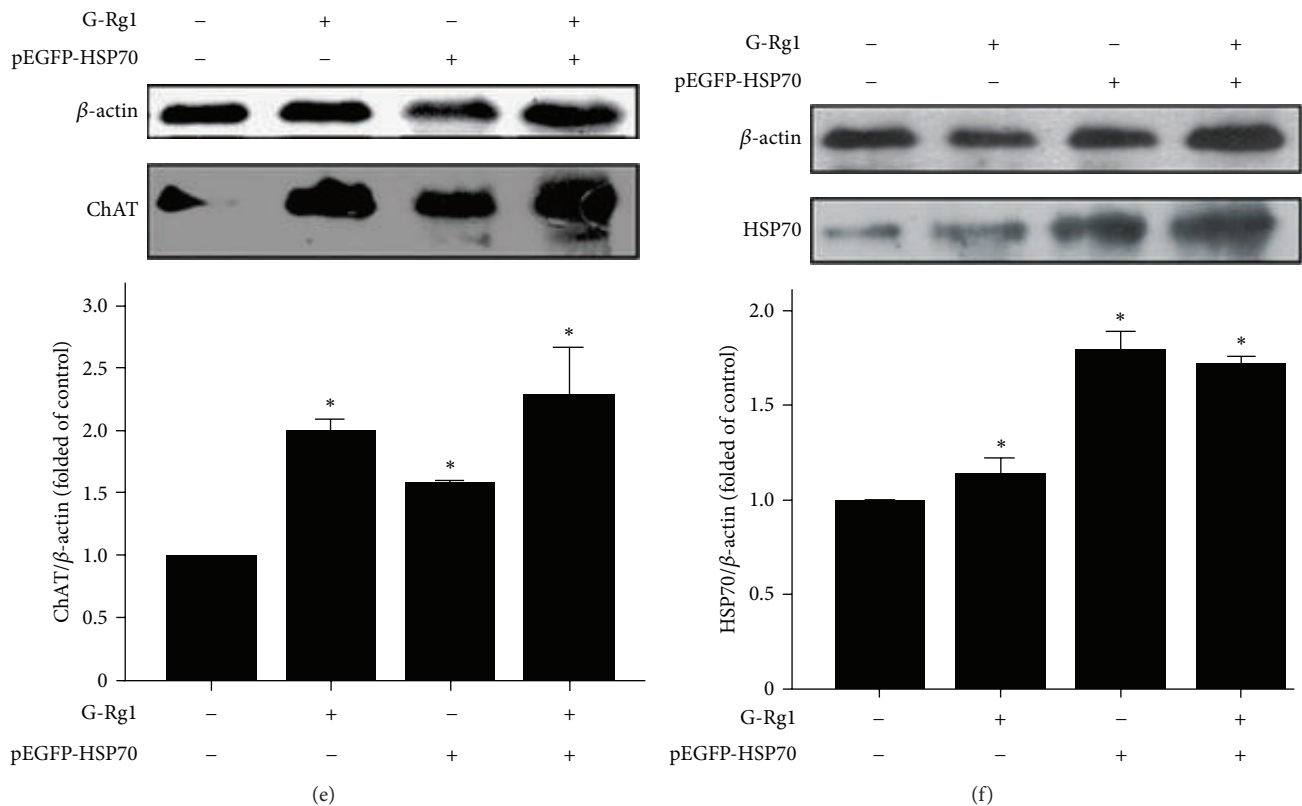 G-Rg1 − + − +
pEGFP-HSP70 − − + +
β-actin
ChAT
3.0
2.5
2.0
1.5
1.0
0.5
0
ChAT/β-actin (folded of control)
* * *
G-Rg1 − + − +
pEGFP-HSP70 − − + +
(e)
G-Rg1 − + − +
pEGFP-HSP70 − − + +
β-actin
HSP70
2.0
1.5
1.0
0.5
0
HSP70/β-actin (folded of control)
* * *
G-Rg1 − + − +
pEGFP-HSP70 − − + +
(f)